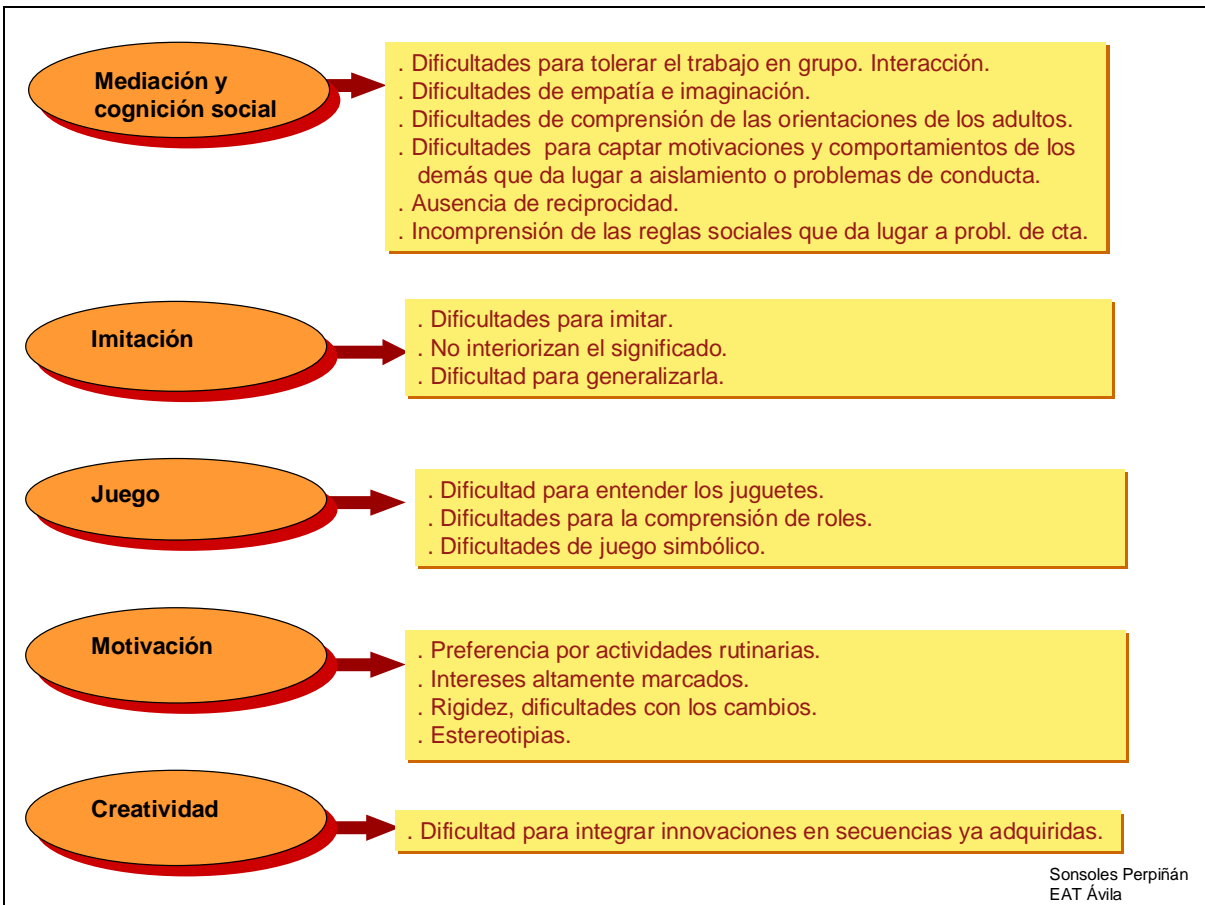 Mediación y
cognición social
. Dificultades para tolerar el trabajo en grupo. Interacción.
. Dificultades de empatía e imaginación.
. Dificultades de comprensión de las orientaciones de los adultos.
. Dificultades  para captar motivaciones y comportamientos de los
demás que da lugar a aislamiento o problemas de conducta.
. Ausencia de reciprocidad.
. Incomprensión de las reglas sociales que da lugar a probl. de cta.
Imitación
. Dificultades para imitar.
. No interiorizan el significado.
. Dificultad para generalizarla.
Juego
. Dificultad para entender los juguetes.
. Dificultades para la comprensión de roles.
. Dificultades de juego simbólico.
Motivación
. Preferencia por actividades rutinarias.
. Intereses altamente marcados.
. Rigidez, dificultades con los cambios.
. Estereotipias.
Creatividad
. Dificultad para integrar innovaciones en secuencias ya adquiridas.
Sonsoles Perpiñán
EAT Ávila